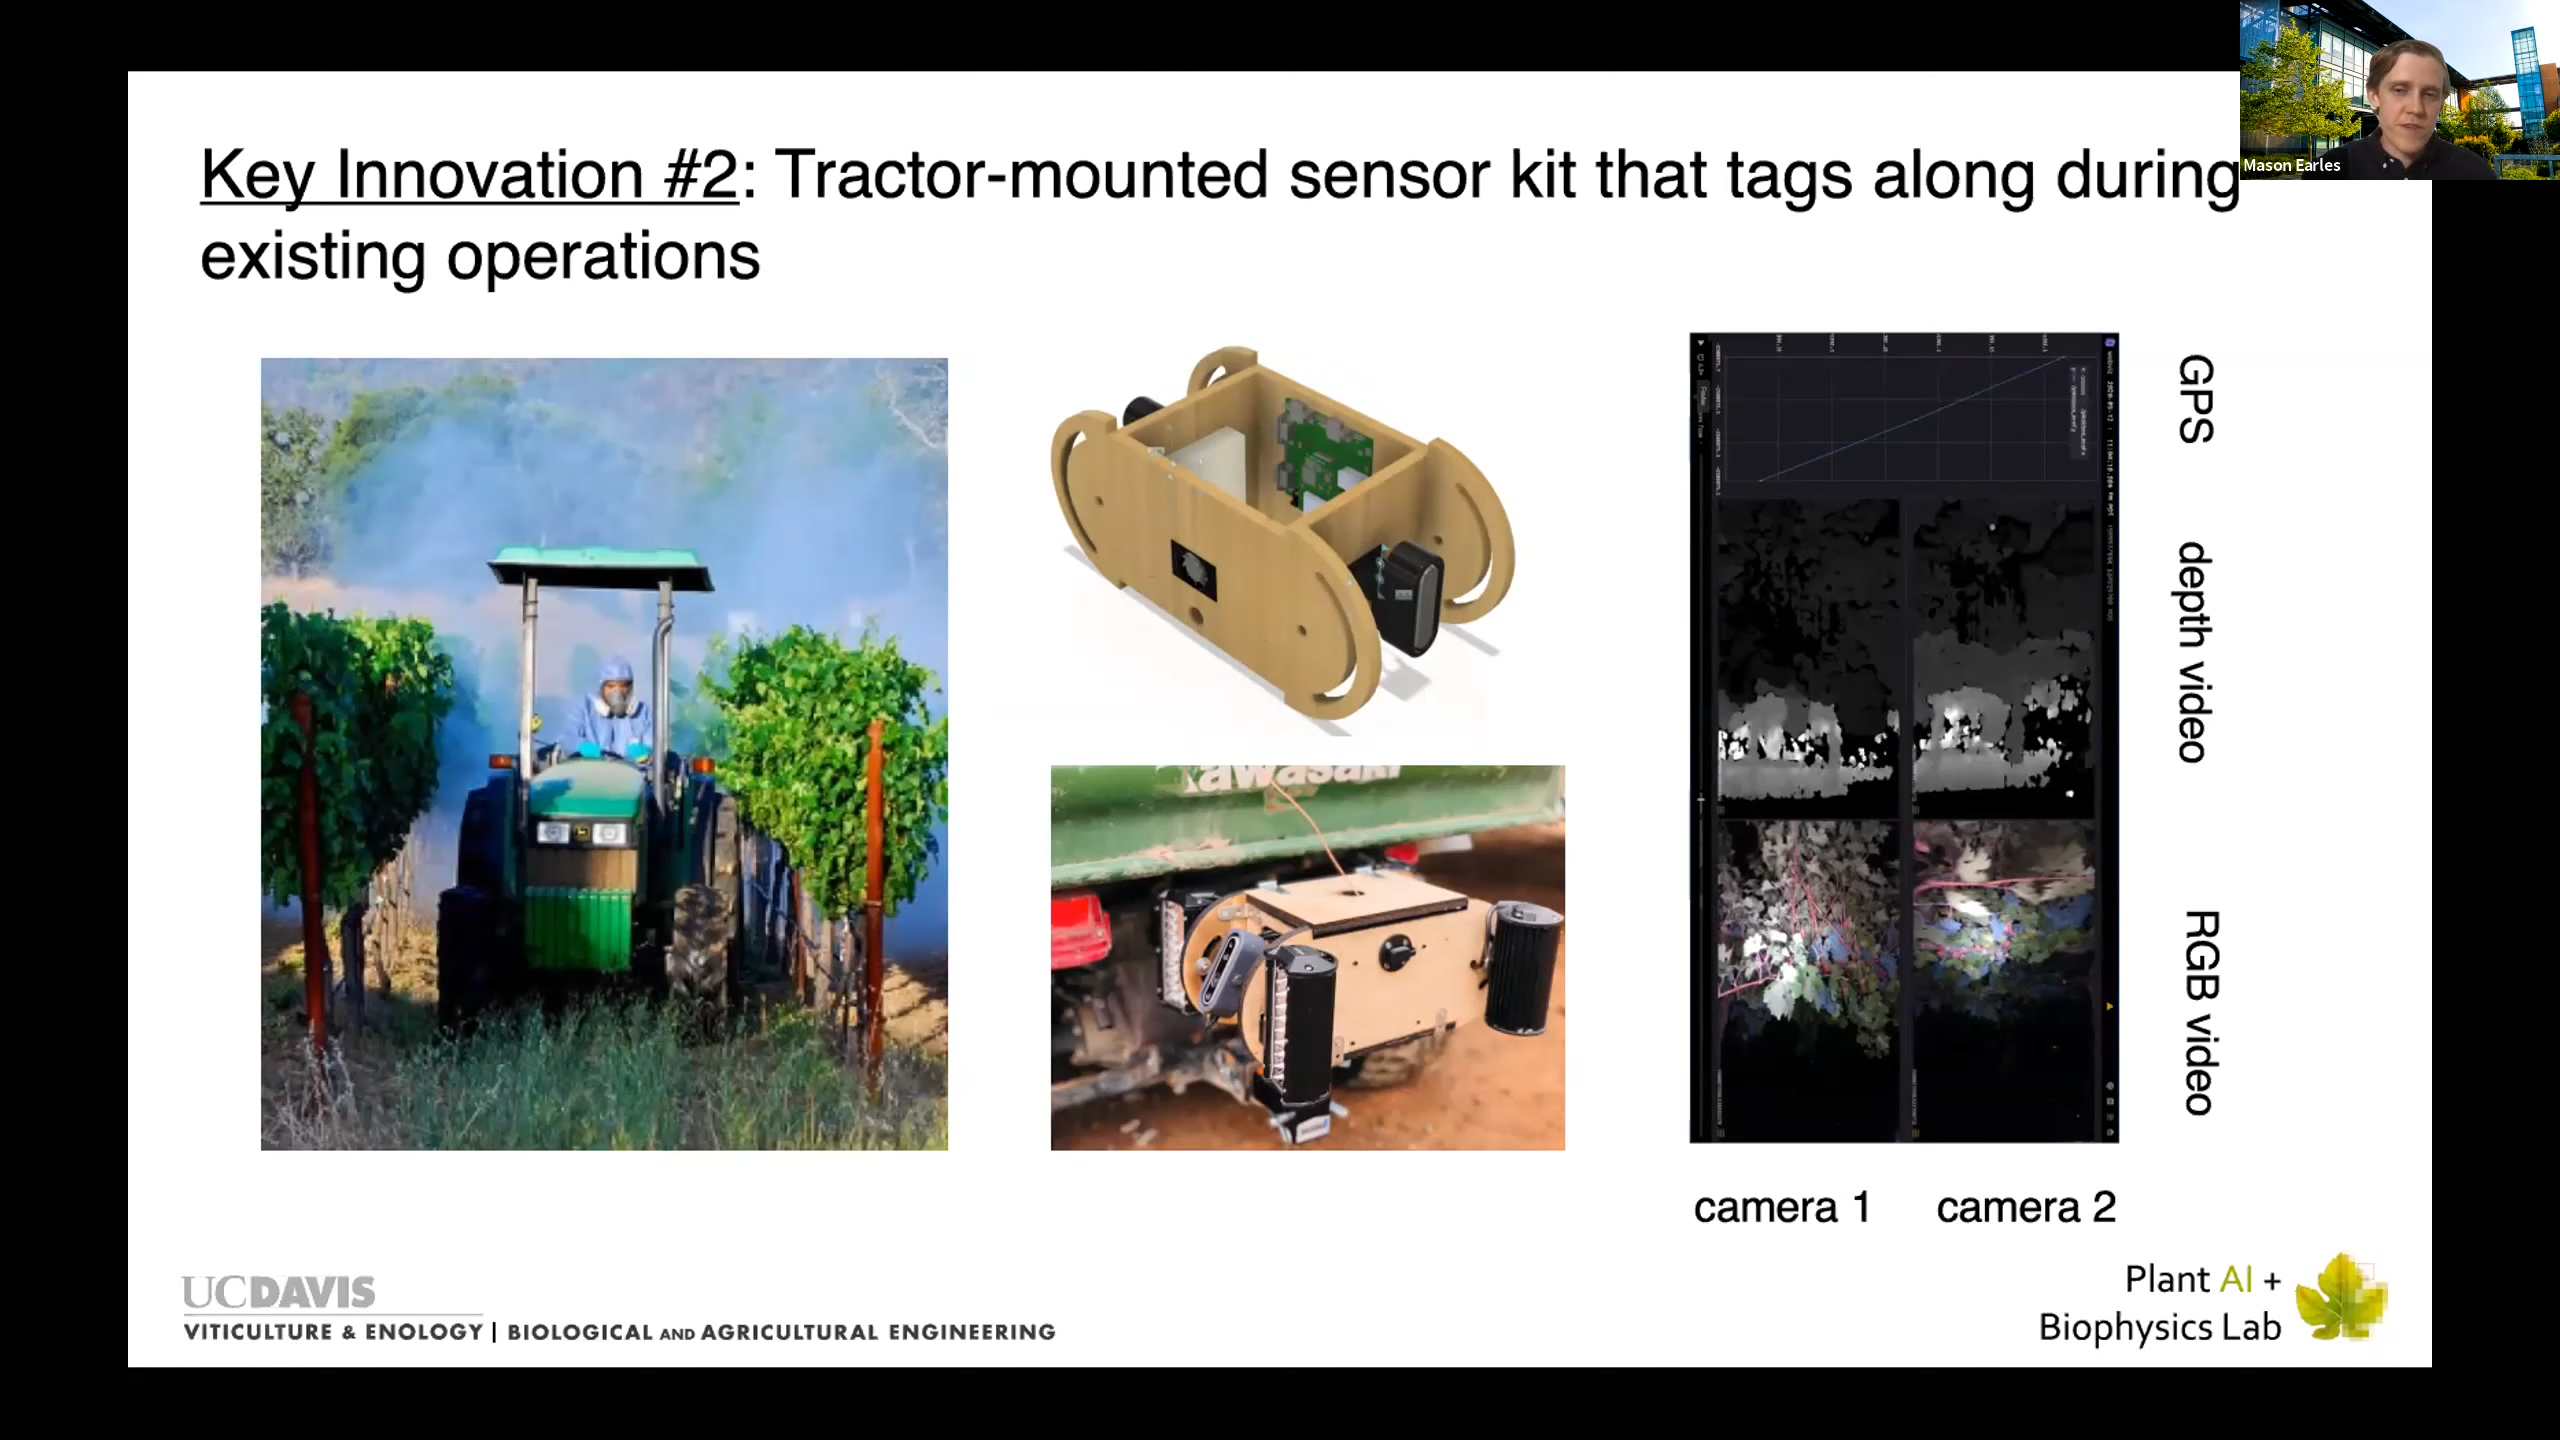 Mason Earles
Key Innovation #2: Tractor-mounted sensor kit that tags along during
existing operations
GPS
depth video
RGB video
Kawasaki
camera 1
camera 2
UCDAVIS
VITICULTURE & ENOLOGY | BIOLOGICAL AND AGRICULTURAL ENGINEERING
Plant AI +
Biophysics Lab